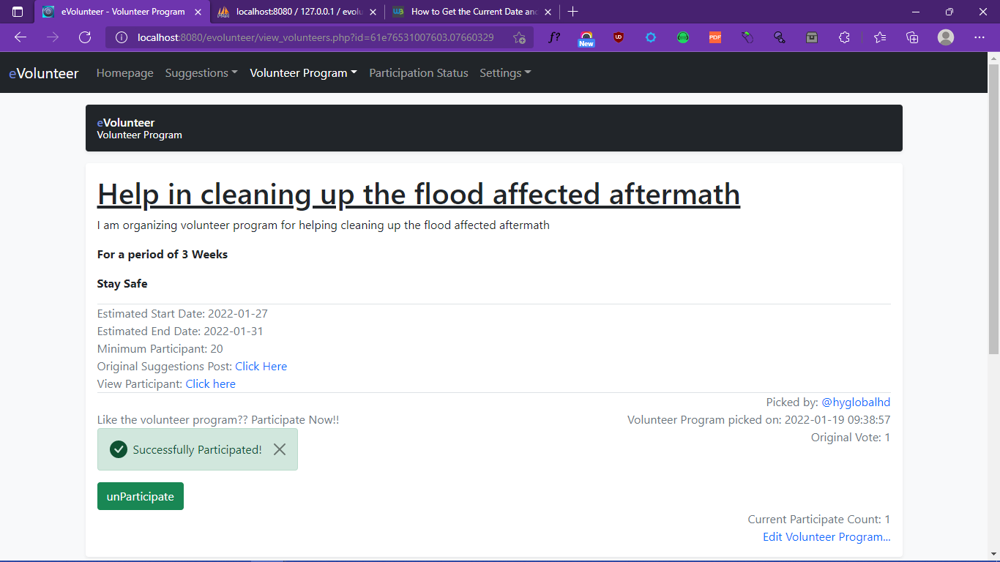 eVolunteer - Volunteer Program
localhost:8080 / 127.0.0.1 / evolu
How to Get the Current Date and
localhost:8080/evolunteer/view_volunteers.php?id=61e76531007603.07660329
f?
New
UD
PDF
eVolunteer
Homepage
Suggestions
Volunteer Program
Participation Status
Settings
eVolunteer
Volunteer Program
Help in cleaning up the flood affected aftermath
I am organizing volunteer program for helping cleaning up the flood affected aftermath
For a period of 3 Weeks
Stay Safe
Estimated Start Date: 2022-01-27
Estimated End Date: 2022-01-31
Minimum Participant: 20
Original Suggestions Post: Click Here
View Participant: Click here
Picked by: @hyglobalhd
Like the volunteer program?? Participate Now!!
Volunteer Program picked on: 2022-01-19 09:38:57
Original Vote: 1
Successfully Participated!
unParticipate
Current Participate Count: 1
Edit Volunteer Program...